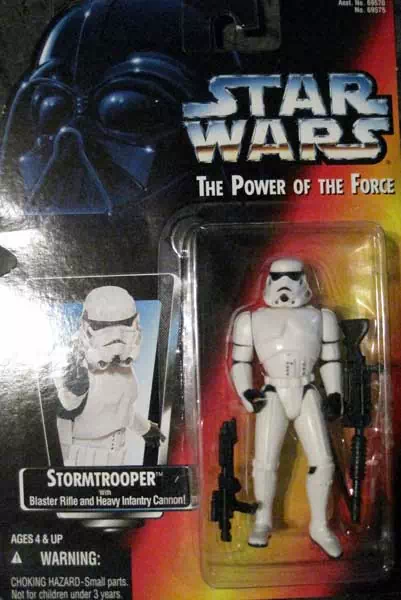 Asst. No. 69570
No. 69575
STAR
WARS
THE POWER OF THE FORCE
STORMTROOPER™
With
Blaster Rifle and Heavy Infantry Cannon!
AGES 4 & UP
WARNING:
CHOKING HAZARD-Small parts.
Not for children under 3 years.